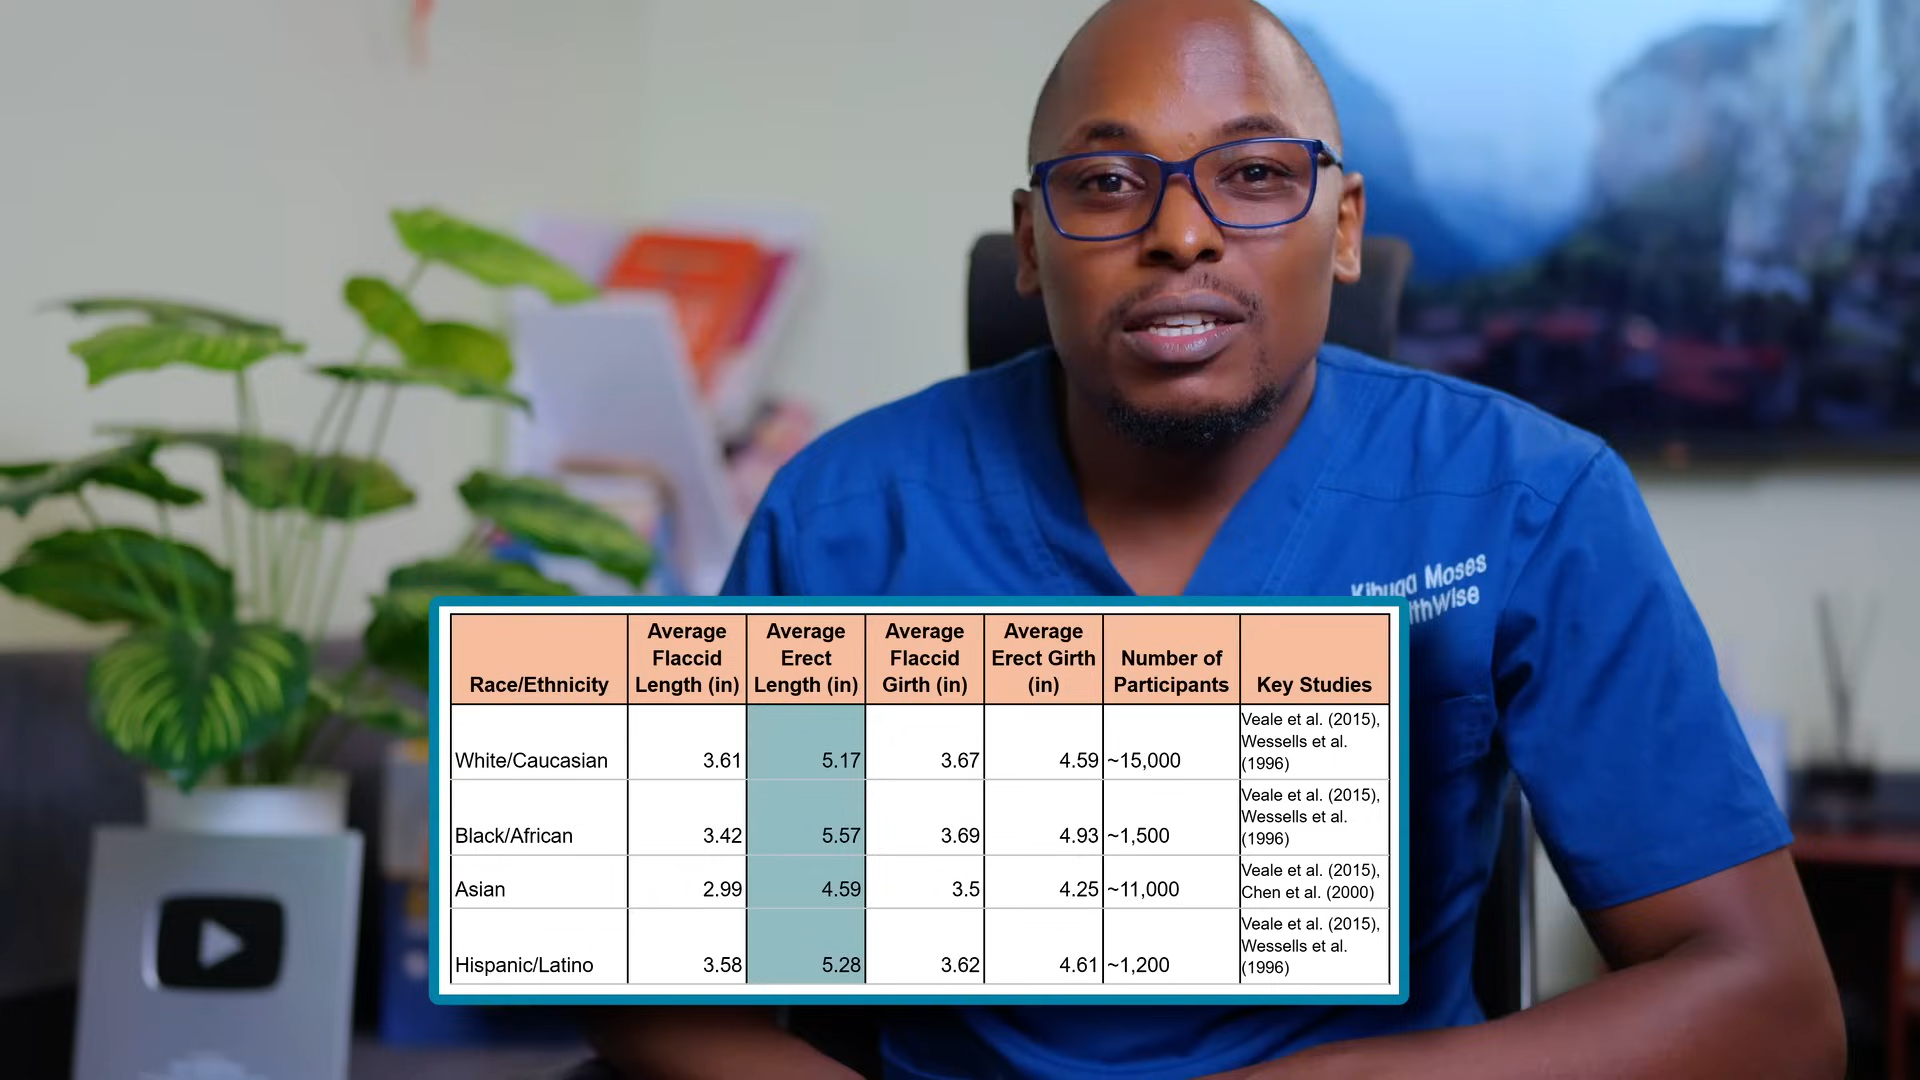 Kibuga Moses
Race/Ethnicity
Average Flaccid Length (in)
Average Erect Length (in)
Average Flaccid Girth (in)
Average Erect Girth (in)
Number of Participants
Key Studies
White/Caucasian 3.61 5.17 3.67 4.59 ~15,000 Veale et al. (2015),
Wessells et al.
(1996)
Black/African 3.42 5.57 3.69 4.93 ~1,500 Veale et al. (2015),
Wessells et al.
(1996)
Asian 2.99 4.59 3.5 4.25 ~11,000 Veale et al. (2015),
Chen et al. (2000)
Hispanic/Latino 3.58 5.28 3.62 4.61 ~1,200 Veale et al. (2015),
Wessells et al.
(1996)